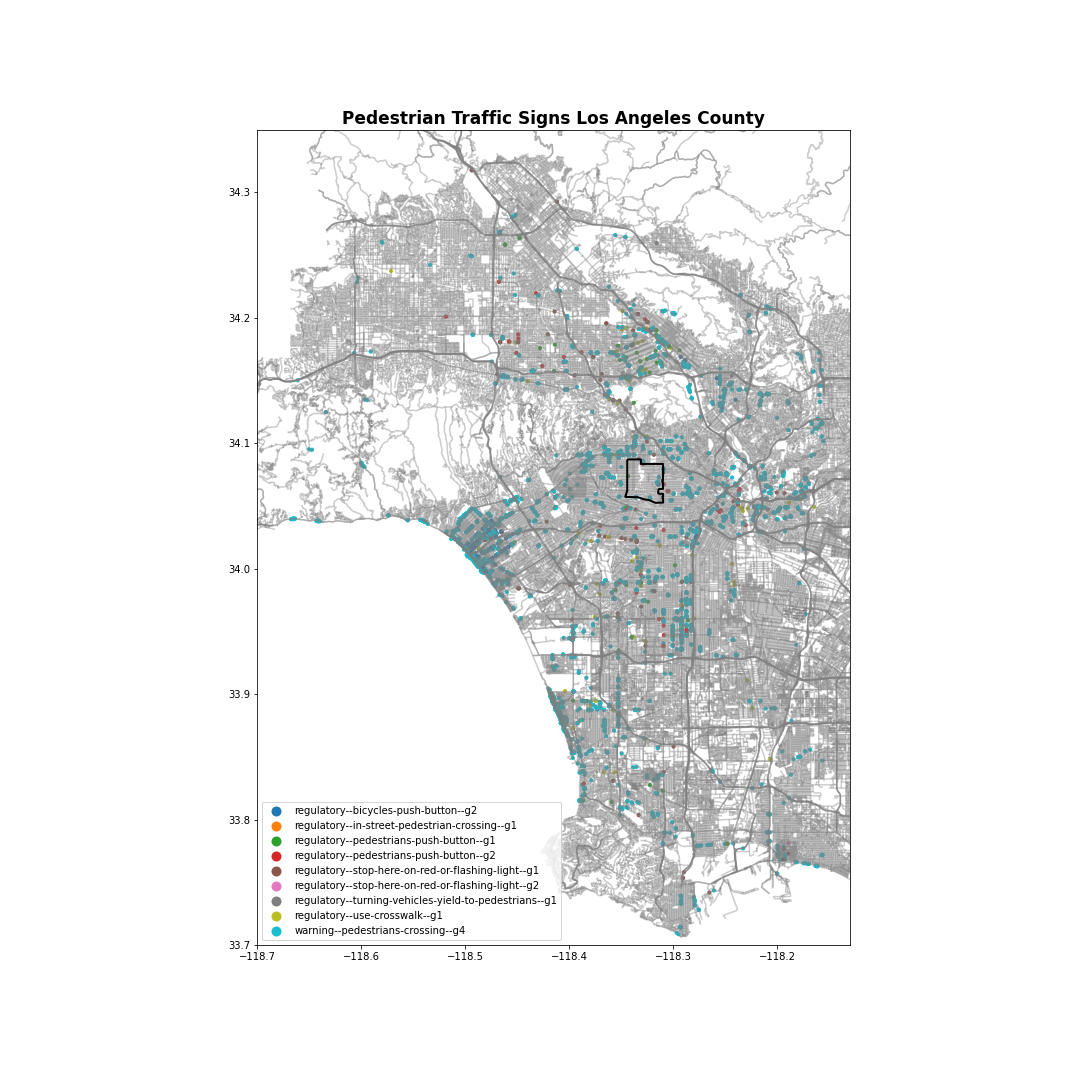 Pedestrian Traffic Signs Los Angeles County
34.3
34.2
34.1
34.0
33.9
33.8
33.7
regulatory--bicycles-push-button--g2
regulatory--in-street-pedestrian-crossing--g1
regulatory--pedestrians-push-button--g1
regulatory--pedestrians-push-button--g2
regulatory--stop-here-on-red-or-flashing-light--g1
regulatory--stop-here-on-red-or-flashing-light--g2
regulatory--turning-vehicles-yield-to-pedestrians--g1
regulatory--use-crosswalk--g1
warning--pedestrians-crossing--g4
−118.7 −118.6 −118.5 −118.4 −118.3 −118.2